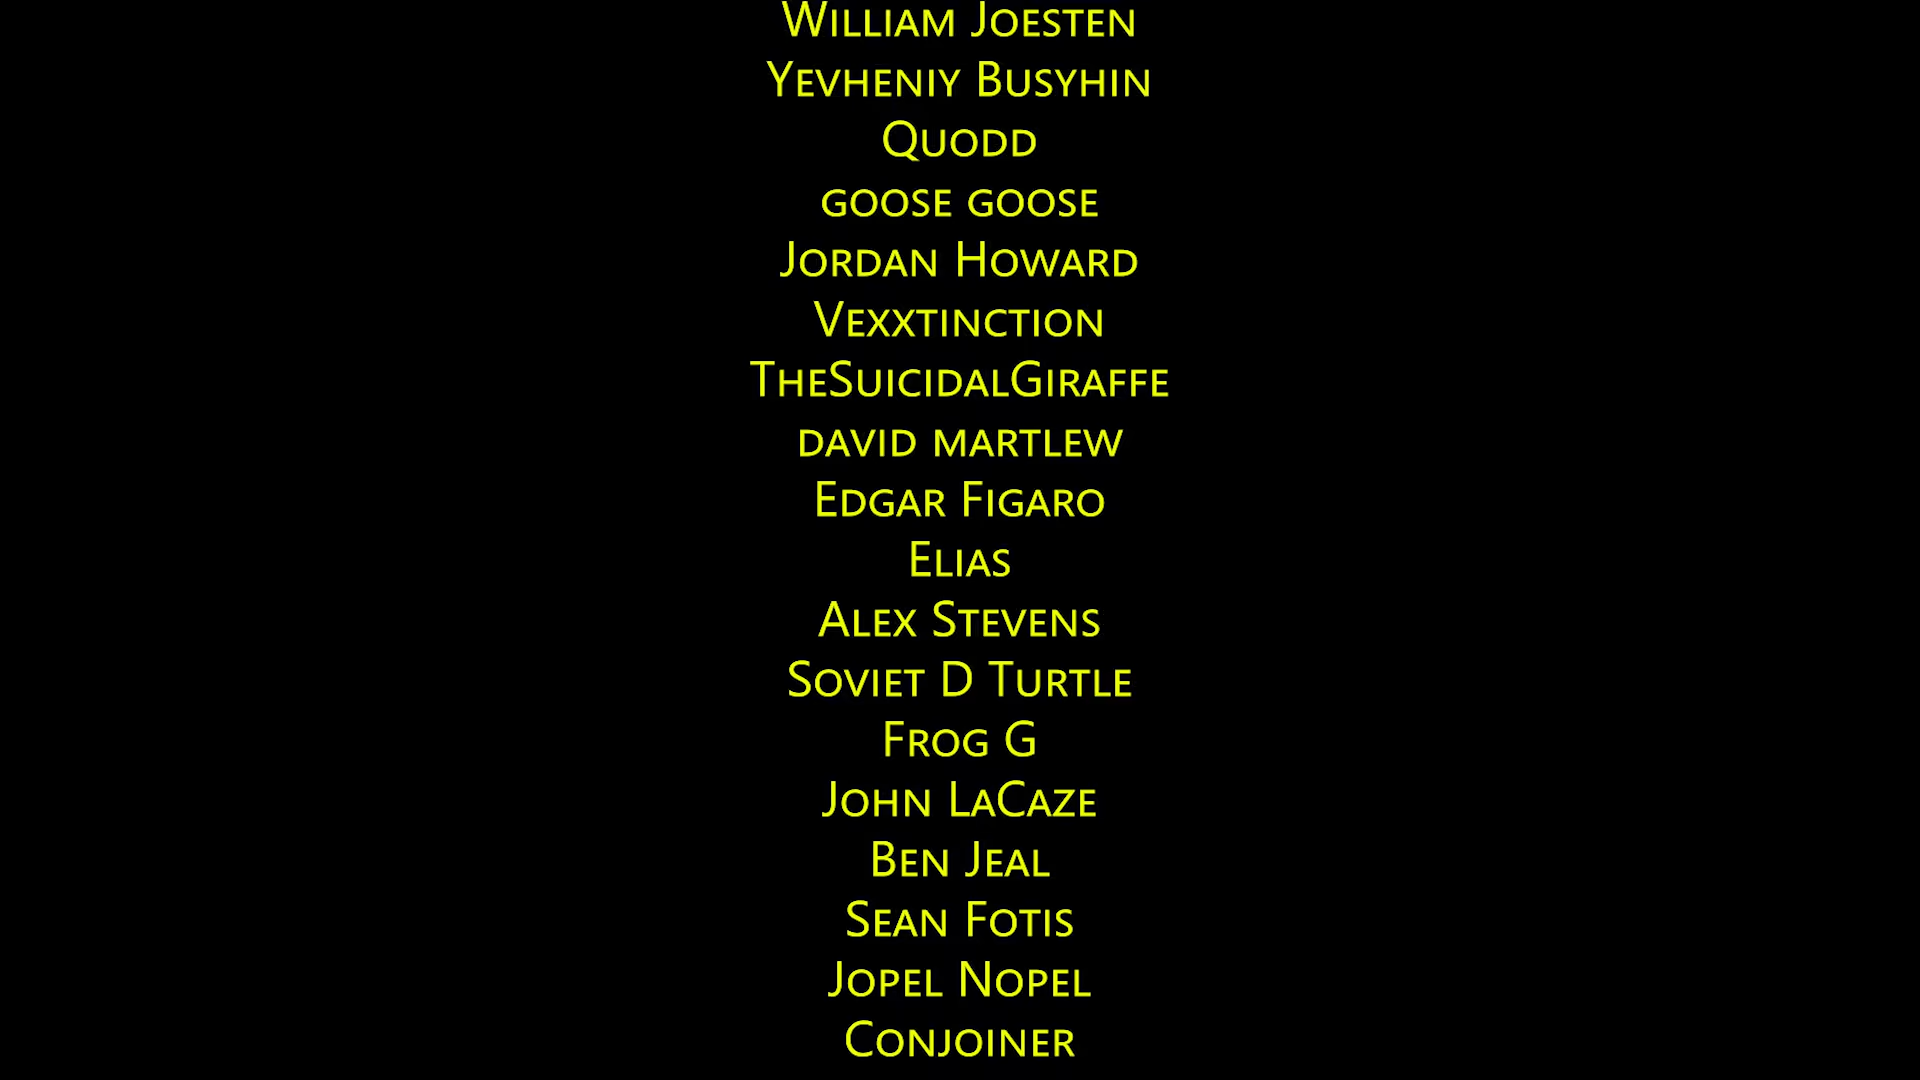 William Joesten
Yevheniy Busyhin
Quodd
goose goose
Jordan Howard
Vexxtinction
TheSuicidalGiraffe
david martlew
Edgar Figaro
Elias
Alex Stevens
Soviet D Turtle
Frog G
John LaCaze
Ben Jeal
Sean Fotis
Jopel Nopel
Conjoiner